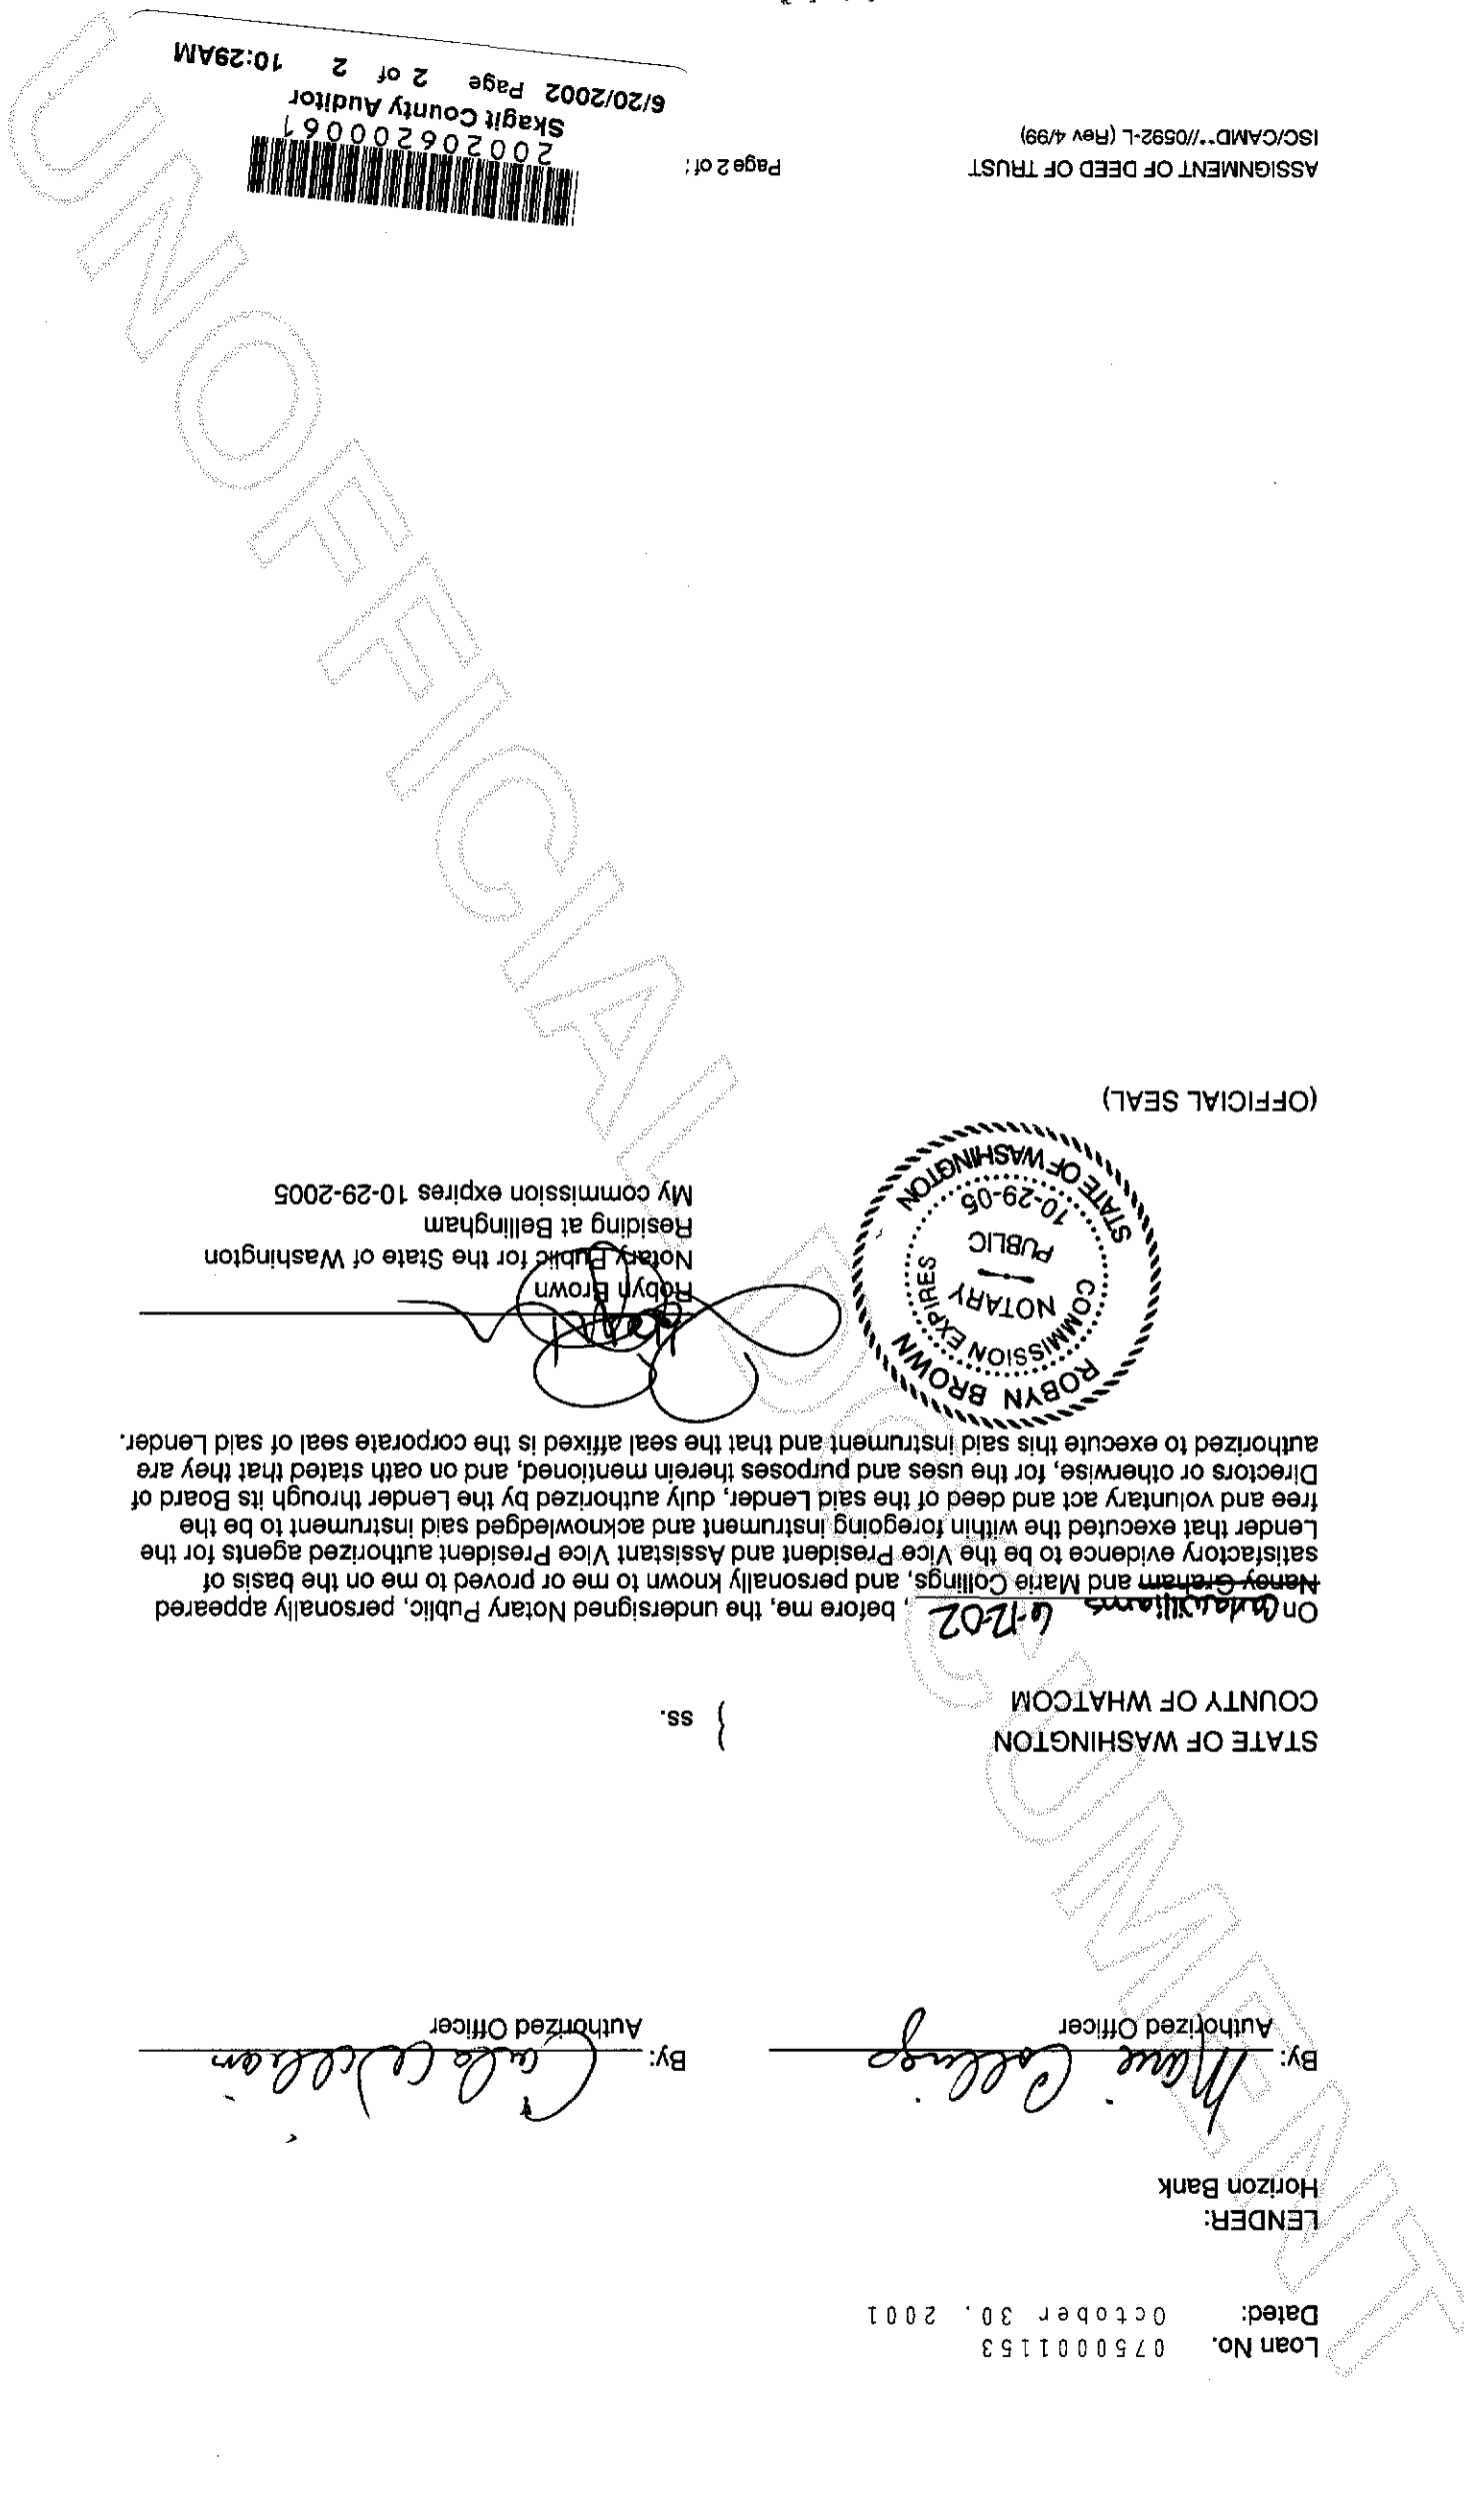 Loan No. 0750001153
Dated: October 30, 2001
LENDER:
Horizon Bank
By: Marie Collings By: Carla Williams
Authorized Officer Authorized Officer
STATE OF WASHINGTON
COUNTY OF WHATCOM } ss.
On Carla Williams 6-12-02, before me, the undersigned Notary Public, personally appeared
Nancy Graham and Marie Collings, and personally known to me or proved to me on the basis of
satisfactory evidence to be the Vice President and Assistant Vice President authorized agents for the
Lender that executed the within foregoing instrument and acknowledged said instrument to be the
free and voluntary act and deed of the said Lender, duly authorized by the Lender through its Board of
Directors or otherwise, for the uses and purposes therein mentioned, and on oath stated that they are
authorized to execute this said instrument and that the seal affixed is the corporate seal of said Lender.
ROBYN BROWN
COMMISSION EXPIRES
NOTARY
PUBLIC
10-29-05
STATE OF WASHINGTON
Robyn Brown
Notary Public for the State of Washington
Residing at Bellingham
My commission expires 10-29-2005
(OFFICIAL SEAL)
ASSIGNMENT OF DEED OF TRUST Page 2 of
ISC/CAMD**//0592-L (Rev 4/99)
200206200061
Skagit County Auditor
6/20/2002 Page 2 of 2 10:29AM
UNOFFICIAL DOCUMENT